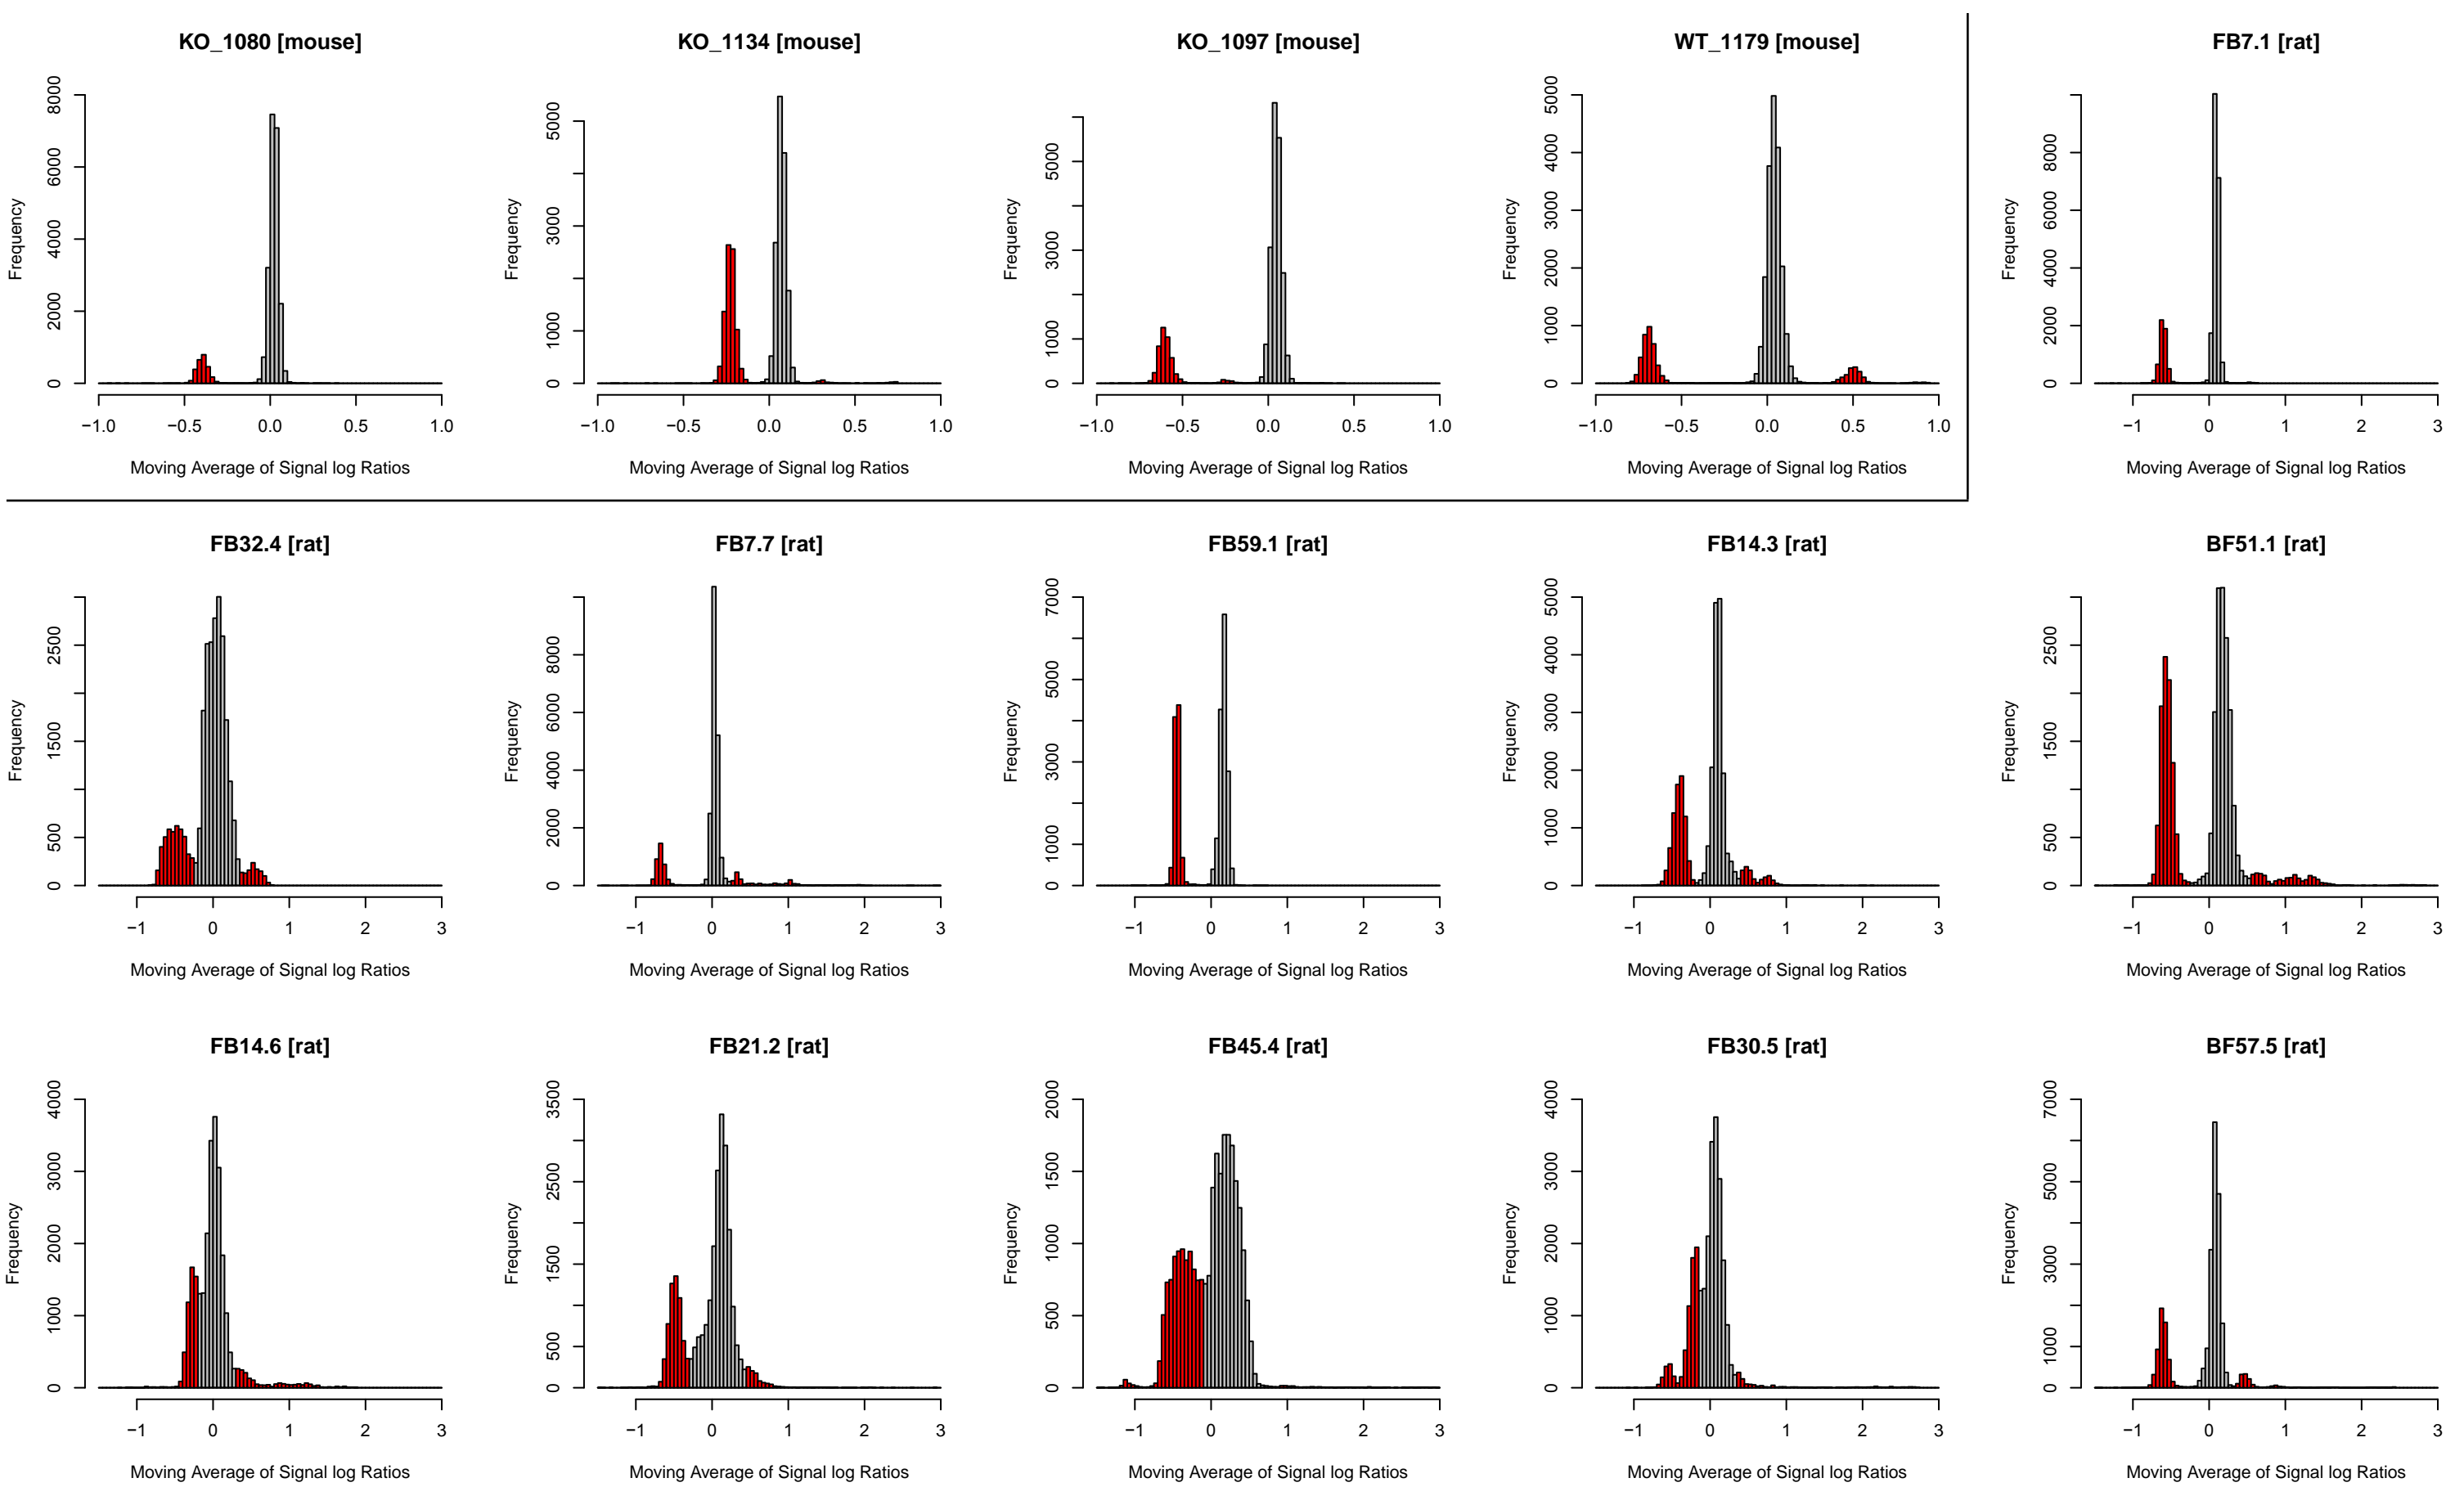 KO_1080 [mouse]
Frequency
0 2000 4000 6000 8000
−1.0 −0.5 0.0 0.5 1.0
Moving Average of Signal log Ratios
KO_1134 [mouse]
Frequency
0 1000 3000 5000
−1.0 −0.5 0.0 0.5 1.0
Moving Average of Signal log Ratios
KO_1097 [mouse]
Frequency
0 1000 3000 5000
−1.0 −0.5 0.0 0.5 1.0
Moving Average of Signal log Ratios
WT_1179 [mouse]
Frequency
0 1000 2000 3000 4000 5000
−1.0 −0.5 0.0 0.5 1.0
Moving Average of Signal log Ratios
FB7.1 [rat]
Frequency
0 2000 4000 6000 8000
−1 0 1 2 3
Moving Average of Signal log Ratios
FB32.4 [rat]
Frequency
0 500 1500 2500
−1 0 1 2 3
Moving Average of Signal log Ratios
FB7.7 [rat]
Frequency
0 2000 4000 6000 8000
−1 0 1 2 3
Moving Average of Signal log Ratios
FB59.1 [rat]
Frequency
0 1000 3000 5000 7000
−1 0 1 2 3
Moving Average of Signal log Ratios
FB14.3 [rat]
Frequency
0 1000 2000 3000 4000 5000
−1 0 1 2 3
Moving Average of Signal log Ratios
BF51.1 [rat]
Frequency
0 500 1500 2500
−1 0 1 2 3
Moving Average of Signal log Ratios
FB14.6 [rat]
Frequency
0 1000 2000 3000 4000
−1 0 1 2 3
Moving Average of Signal log Ratios
FB21.2 [rat]
Frequency
0 500 1500 2500 3500
−1 0 1 2 3
Moving Average of Signal log Ratios
FB45.4 [rat]
Frequency
0 500 1000 1500 2000
−1 0 1 2 3
Moving Average of Signal log Ratios
FB30.5 [rat]
Frequency
0 1000 2000 3000 4000
−1 0 1 2 3
Moving Average of Signal log Ratios
BF57.5 [rat]
Frequency
0 1000 3000 5000 7000
−1 0 1 2 3
Moving Average of Signal log Ratios